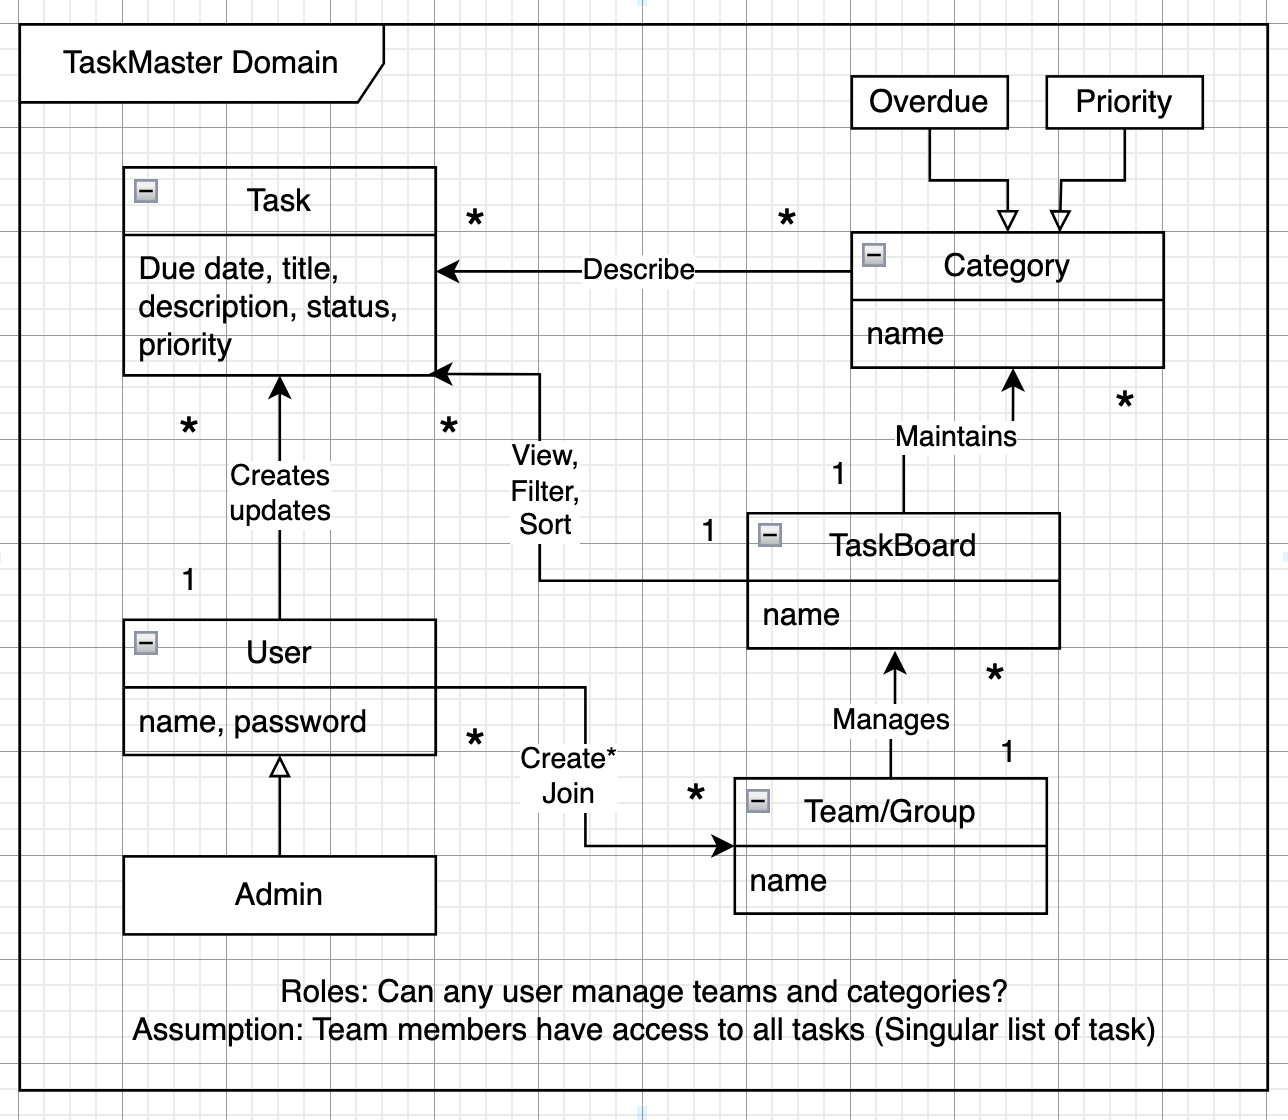 TaskMaster Domain
Overdue
Priority
Task
Due date, title,
description, status,
priority
*
*
Describe
Category
name
*
*
*
Creates
updates
1
View,
Filter,
Sort
Maintains
1
1
TaskBoard
name
User
name, password
*
Create*
Join
*
*
Manages
1
Team/Group
name
Admin
Roles: Can any user manage teams and categories?
Assumption: Team members have access to all tasks (Singular list of task)